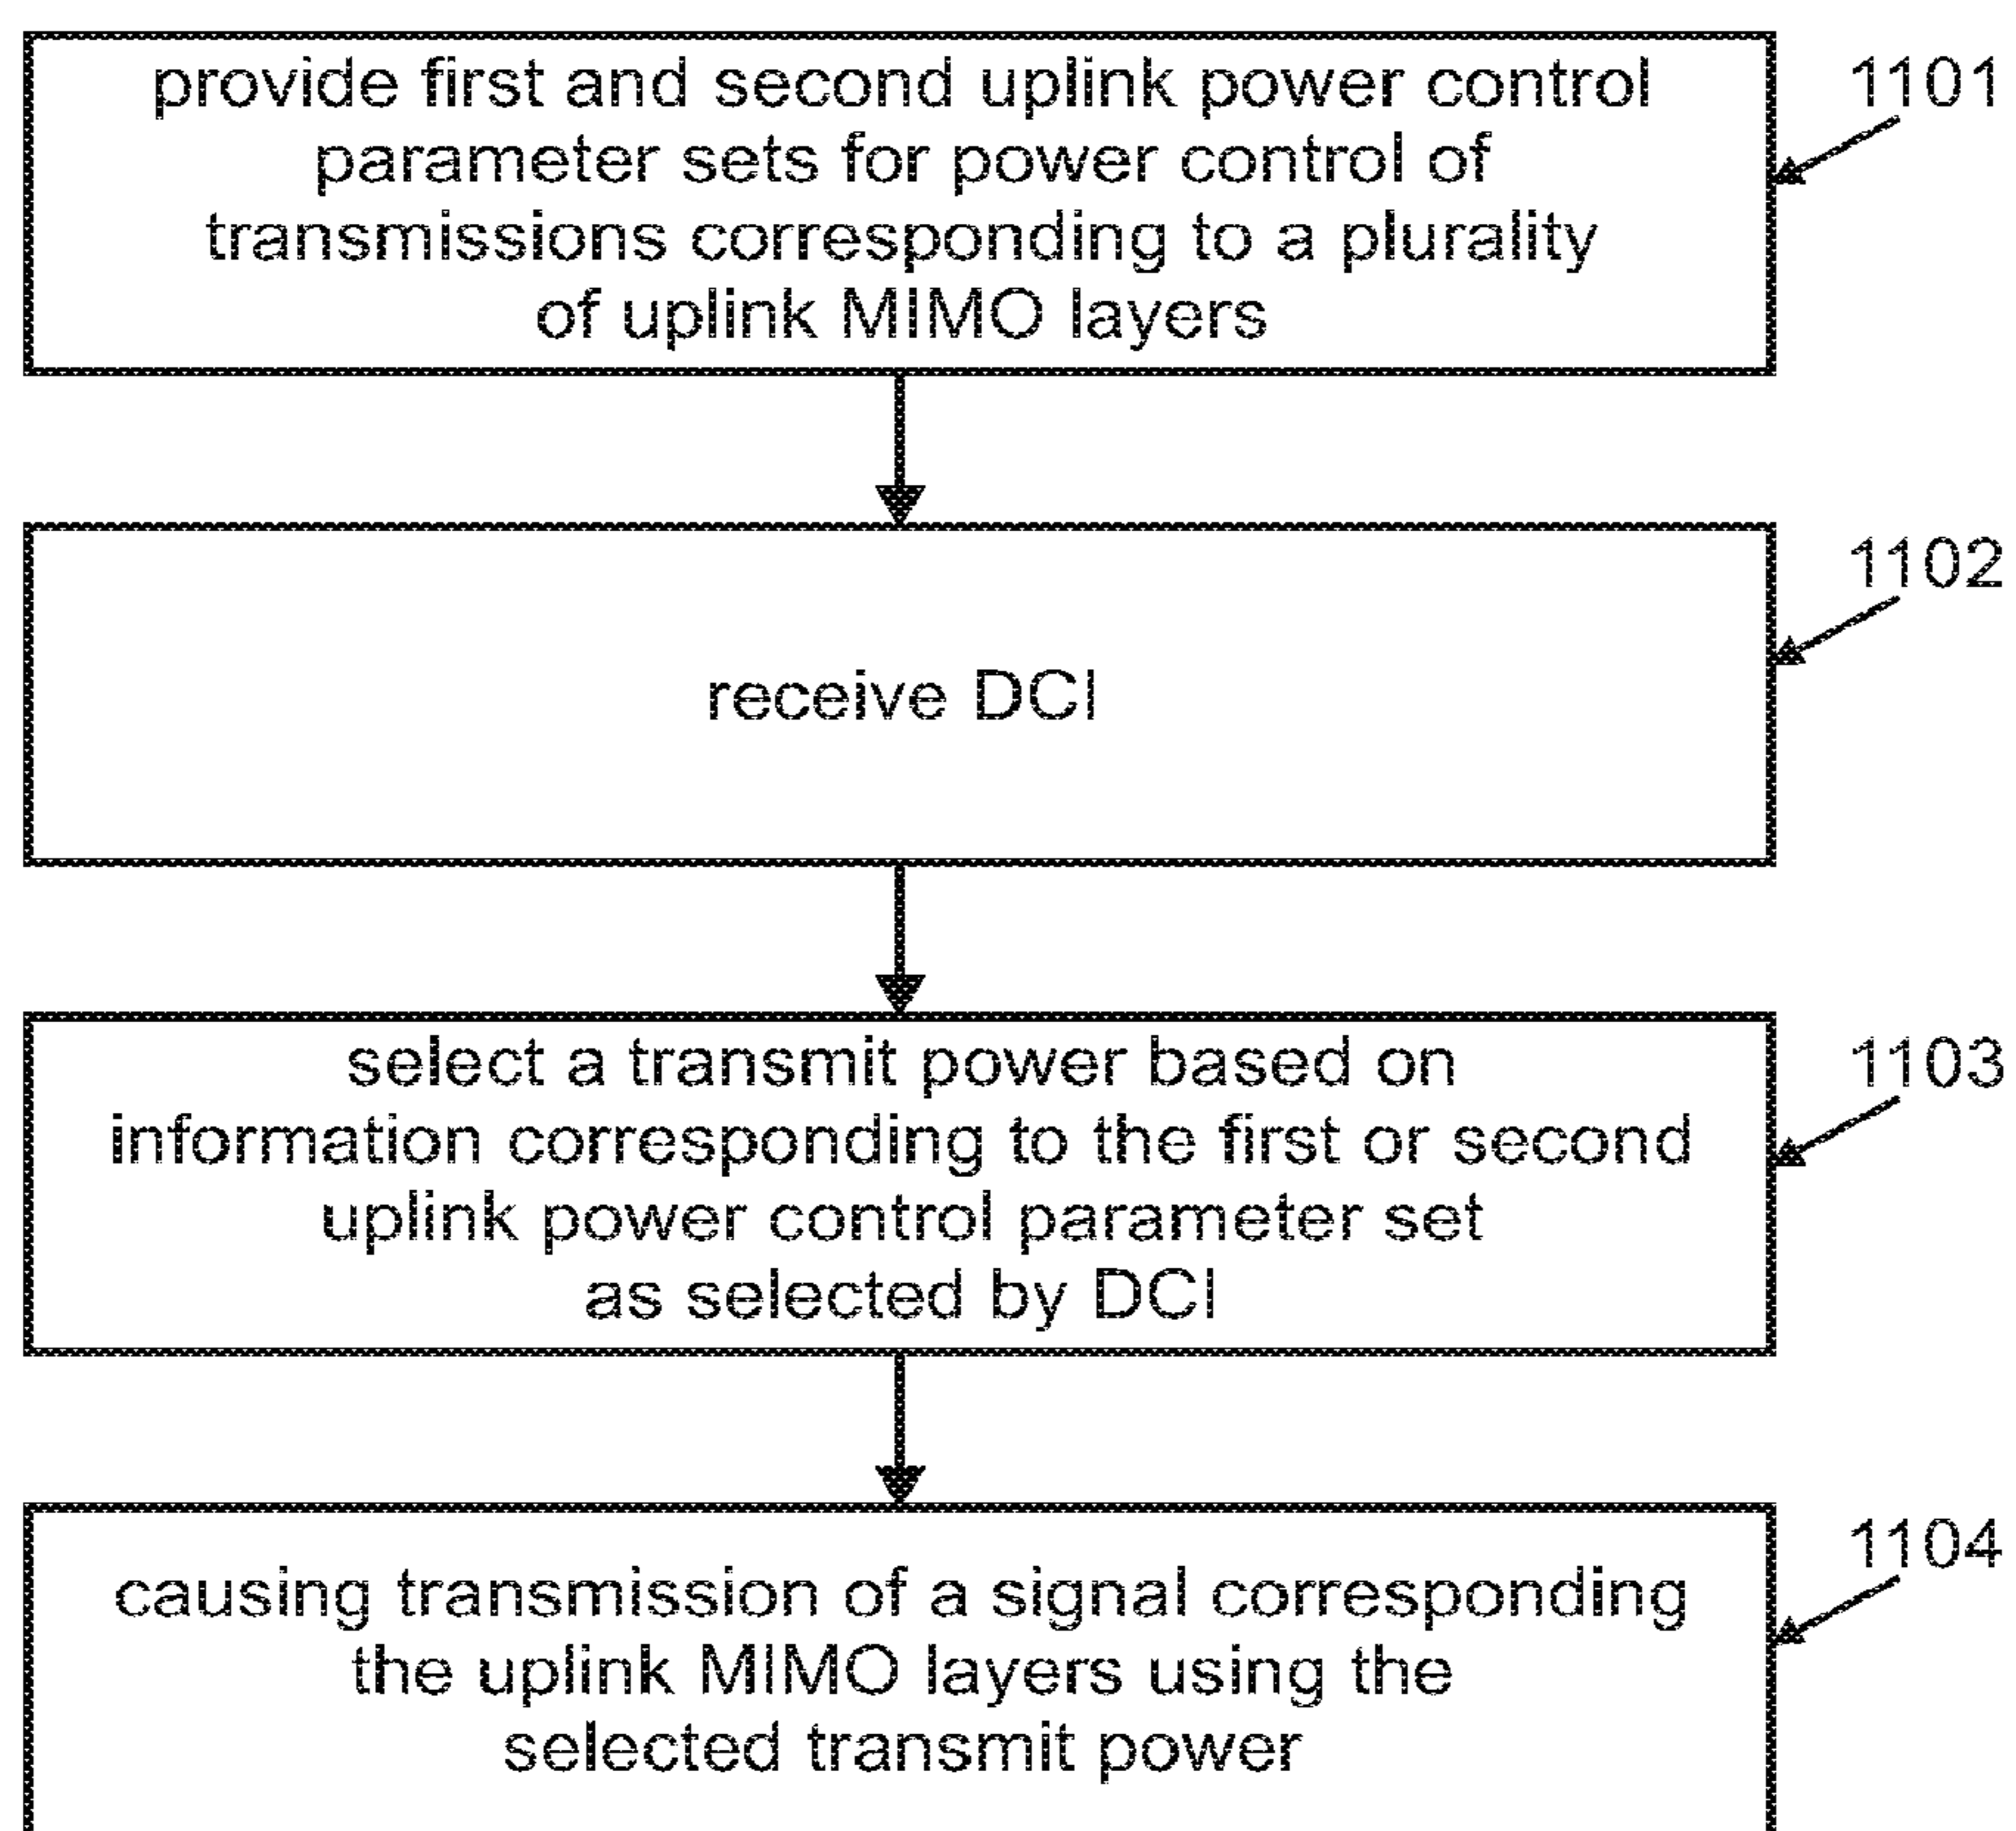 provide first and second uplink power control
parameter sets for power control of
transmissions corresponding to a plurality
of uplink MIMO layers
1101
receive DCI
1102
select a transmit power based on
information corresponding to the first or second
uplink power control parameter set
as selected by DCI
1103
causing transmission of a signal corresponding
the uplink MIMO layers using the
selected transmit power
1104